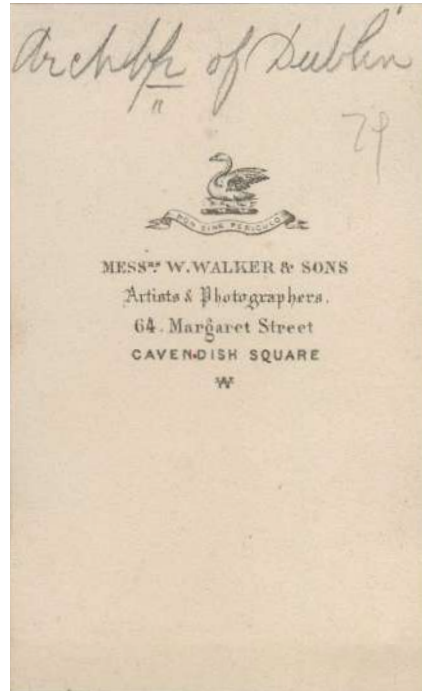 Archbp of Dublin
79
NON SINE PERICULO
MESSRS W. WALKER & SONS
Artists & Photographers.
64. Margaret Street
CAVENDISH SQUARE
W